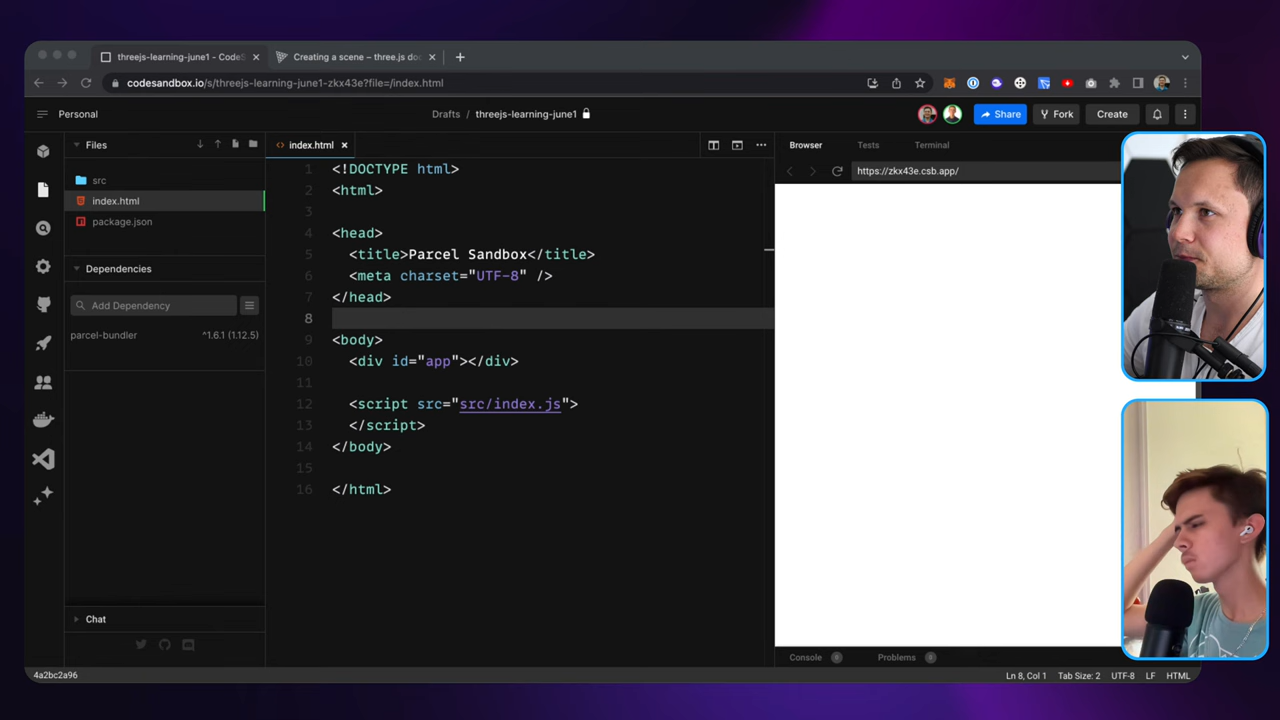 threejs-learning-june1 - CodeS
Creating a scene – three.js doc
codesandbox.io/s/threejs-learning-june1-zkx43e?file=/index.html
Personal
Drafts / threejs-learning-june1
Share
Fork
Create
Files
index.html
Browser
Tests
Terminal
https://zkx43e.csb.app/
src
index.html
package.json
Dependencies
Add Dependency
parcel-bundler
^1.6.1 (1.12.5)
1 <!DOCTYPE html>
2 <html>
3
4 <head>
5 <title>Parcel Sandbox</title>
6 <meta charset="UTF-8" />
7 </head>
8
9 <body>
10 <div id="app"></div>
11
12 <script src="src/index.js">
13 </script>
14 </body>
15
16 </html>
Chat
Console 0
Problems 0
4a2bc2a96
Ln 8, Col 1
Tab Size: 2
UTF-8
LF
HTML